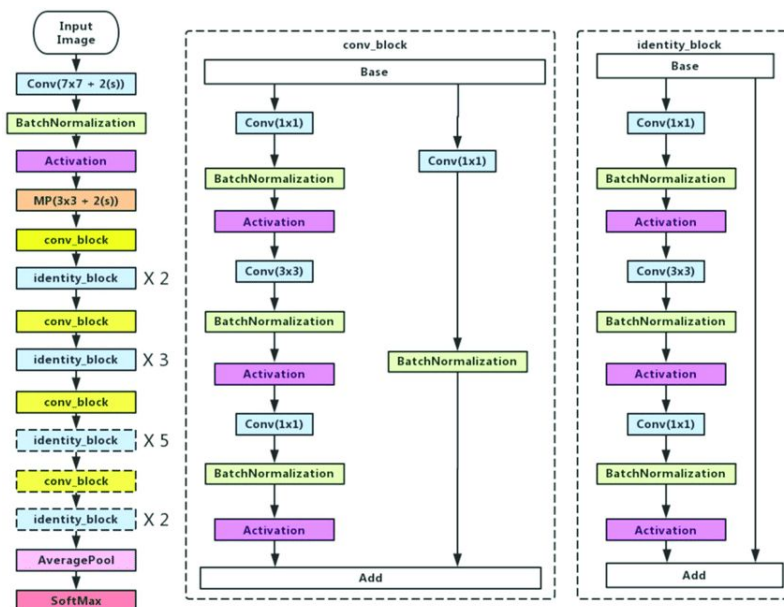 Input
Image
Conv(7x7 + 2(s))
BatchNormalization
Activation
MP(3x3 + 2(s))
conv_block
identity_block X 2
conv_block
identity_block X 3
conv_block
identity_block X 5
conv_block
identity_block X 2
AveragePool
SoftMax
conv_block
Base
Conv(1x1)
BatchNormalization
Activation
Conv(3x3)
BatchNormalization
Activation
Conv(1x1)
BatchNormalization
Activation
Conv(1x1)
BatchNormalization
Add
identity_block
Base
Conv(1x1)
BatchNormalization
Activation
Conv(3x3)
BatchNormalization
Activation
Conv(1x1)
BatchNormalization
Activation
Add